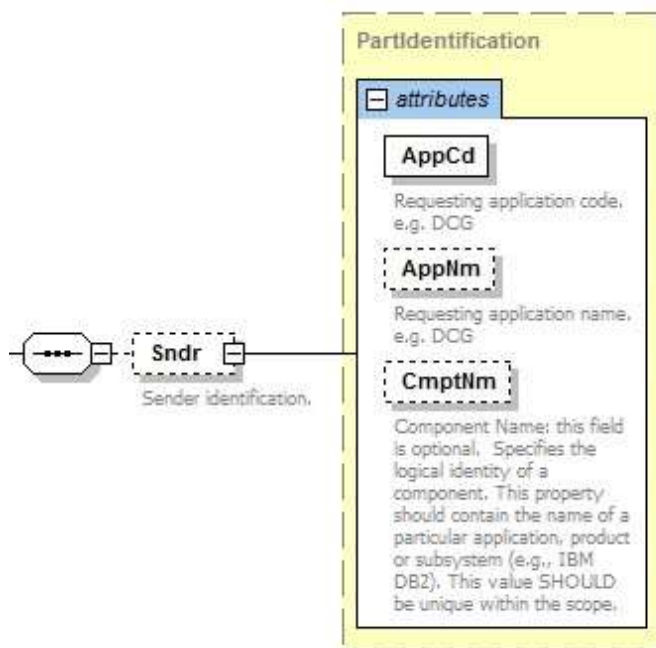 PartIdentification
attributes
AppCd
Requesting application code.
e.g. DCG
AppNm
Requesting application name.
e.g. DCG
Sndr
Sender identification.
CmptNm
Component Name: this field
is optional.  Specifies the
logical identity of a
component. This property
should contain the name of a
particular application, product
or subsystem (e.g., IBM
DB2). This value SHOULD
be unique within the scope.